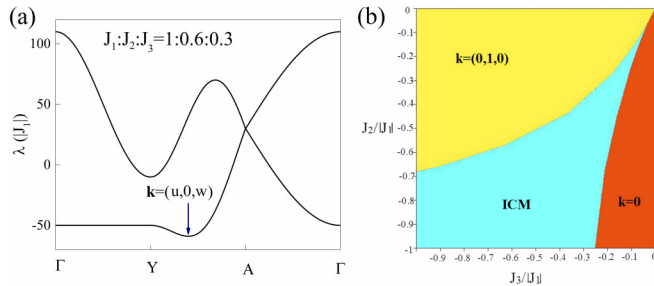 (a)
J₁:J₂:J₃=1:0.6:0.3
λ (|J₁|)
100
50
0
-50
k=(u,0,w)
Γ
Y
A
Γ
(b)
J₂/|J₁|
0
-0.1
-0.2
-0.3
-0.4
-0.5
-0.6
-0.7
-0.8
-0.9
-1
k=(0,1,0)
ICM
k=0
-0.9
-0.8
-0.7
-0.6
-0.5
-0.4
-0.3
-0.2
-0.1
0
J₃/|J₁|